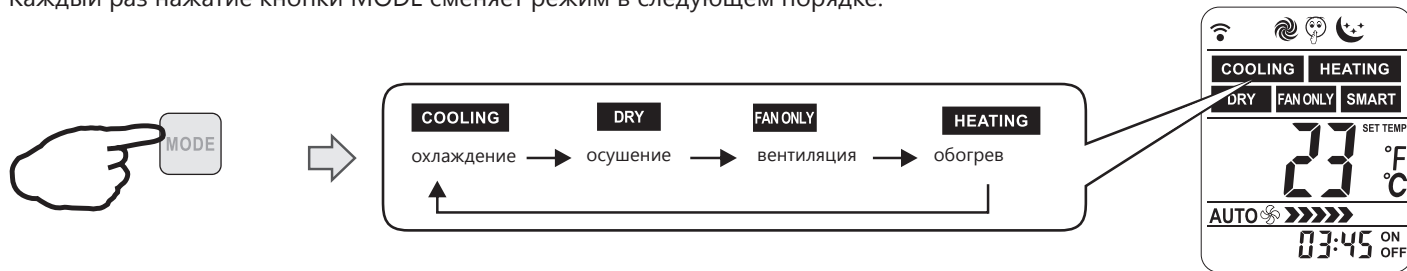 Каждый раз нажатие кнопки MODE сменяет режим в следующем порядке:
MODE
COOLING DRY FAN ONLY HEATING
охлаждение осушение вентиляция обогрев
COOLING HEATING
DRY FAN ONLY SMART
SET TEMP
23 °F
°C
AUTO
03:45 ON
OFF